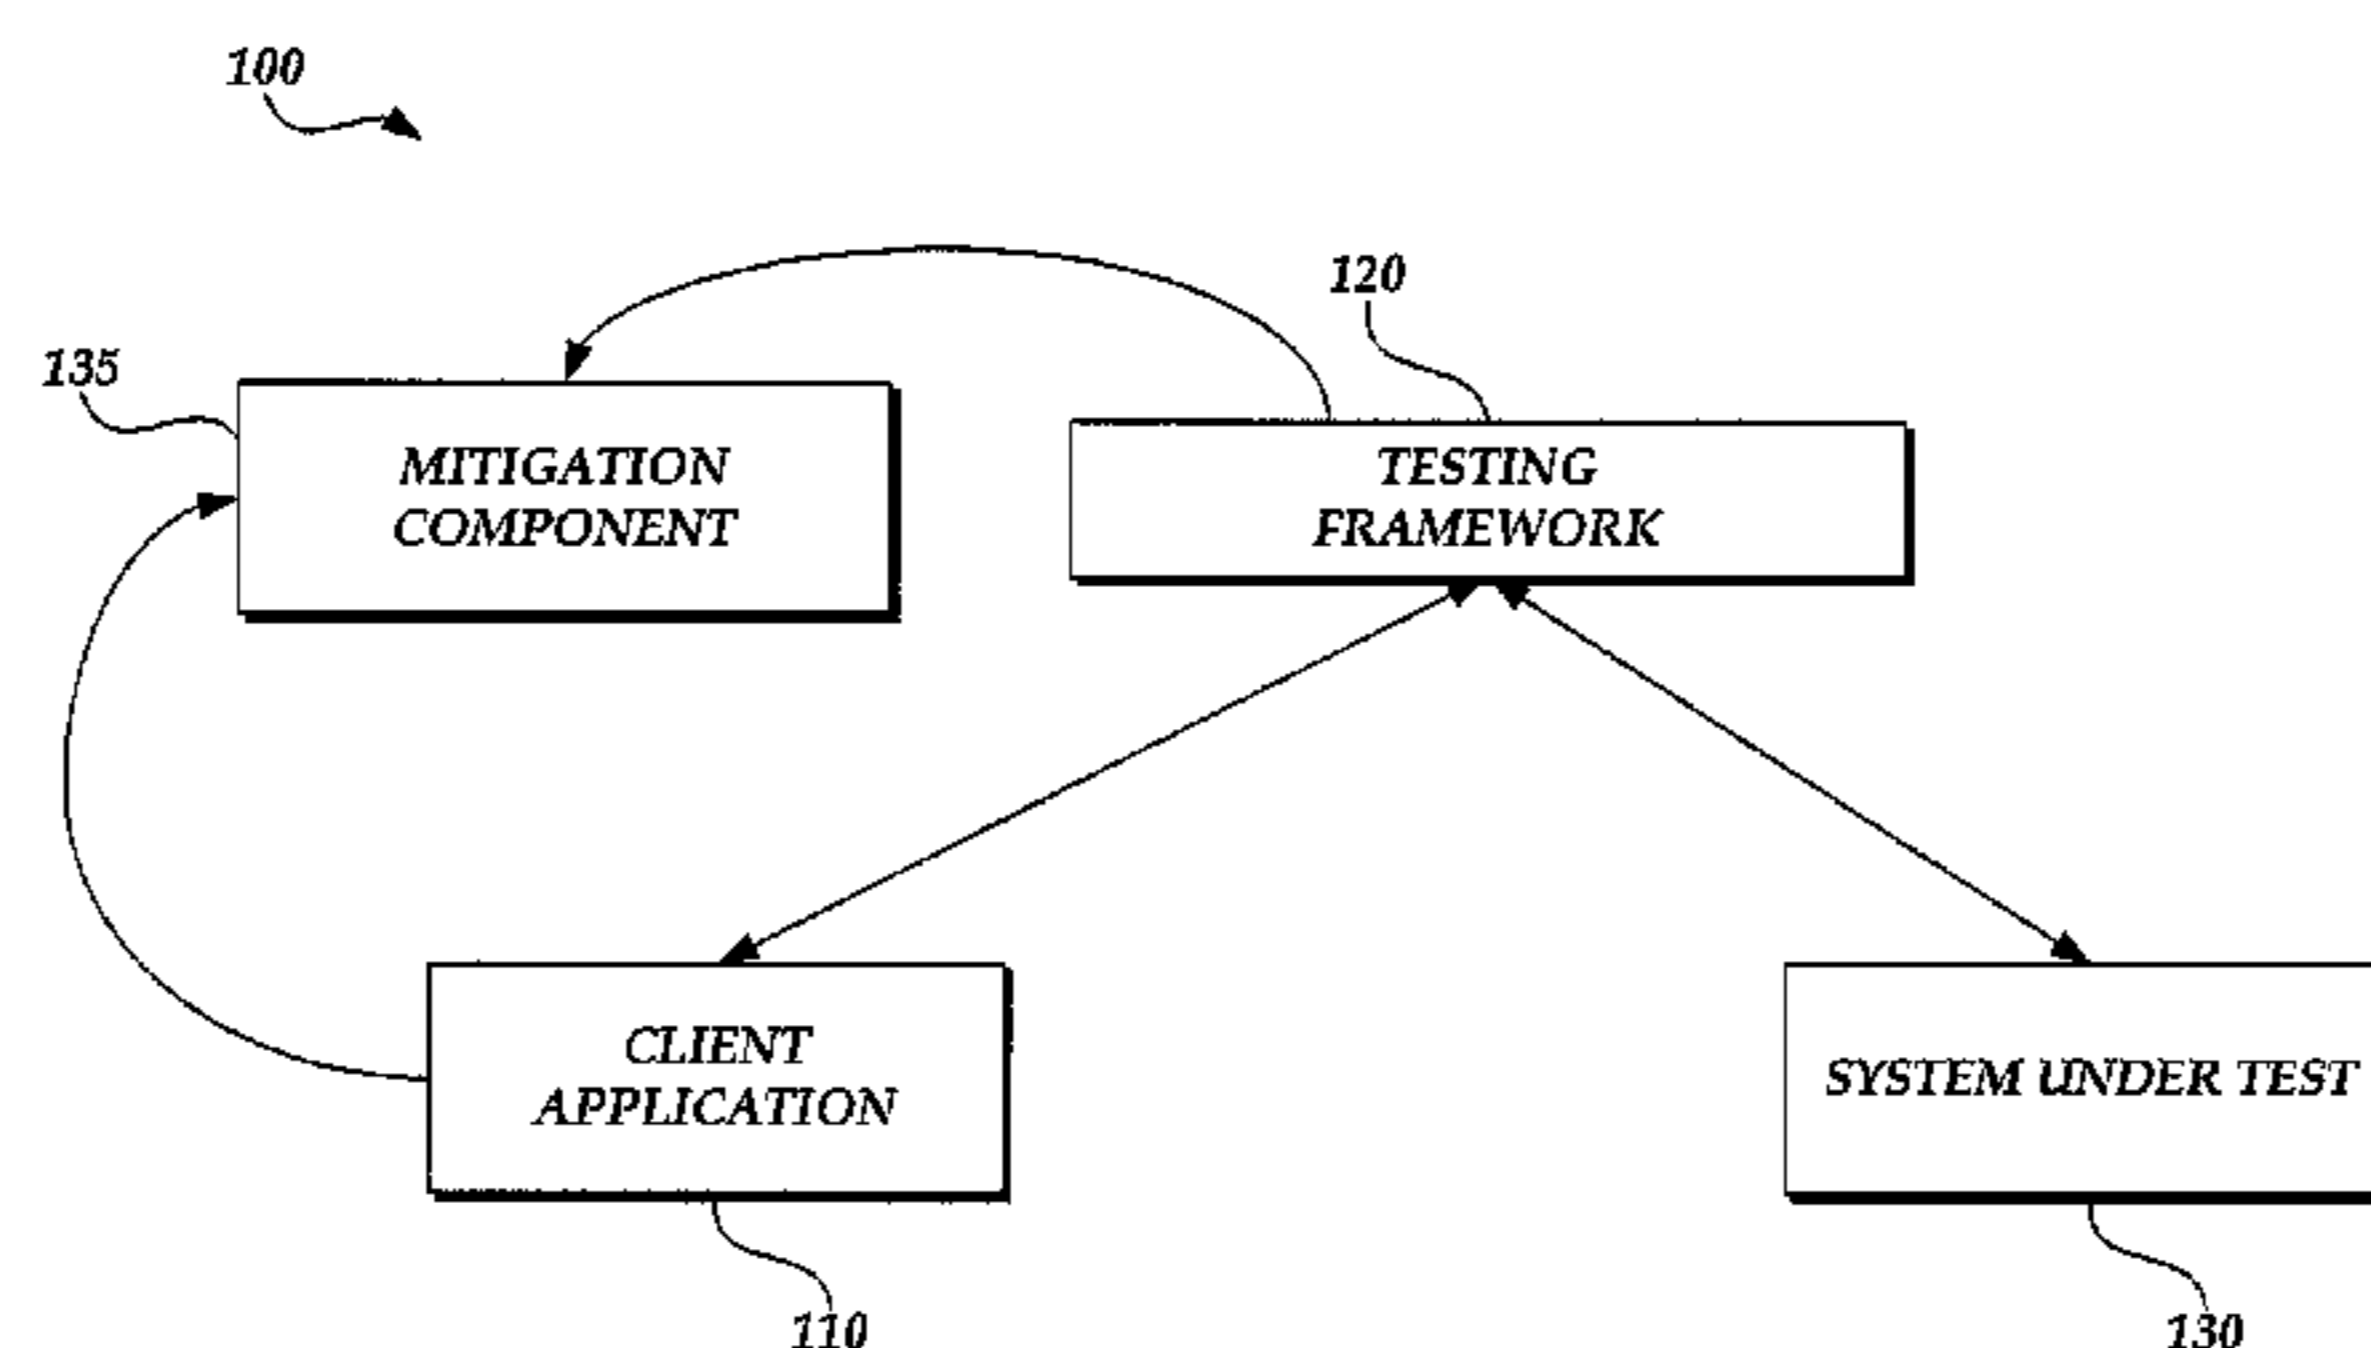 100
120
135
MITIGATION
COMPONENT
TESTING
FRAMEWORK
CLIENT
APPLICATION
SYSTEM UNDER TEST
110
130